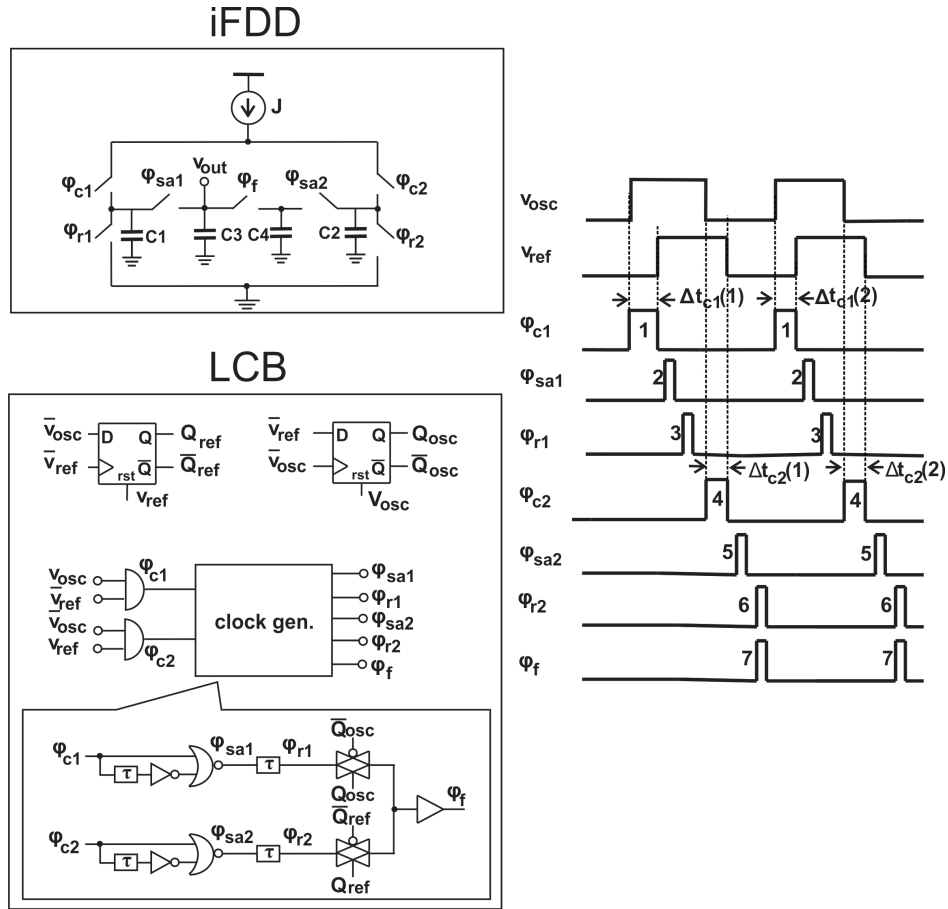 iFDD
J
φc1
φsa1
vout
φf
φsa2
φc2
φr1
C1
C3
C4
C2
φr2
LCB
v̅osc
D
Q
Qref
v̅ref
rst
Q̅
Q̅ref
vref
v̅ref
D
Q
Qosc
v̅osc
rst
Q̅
Q̅osc
Vosc
vosc
v̅ref
φc1
v̅osc
vref
φc2
clock gen.
φsa1
φr1
φsa2
φr2
φf
φc1
τ
φsa1
τ
φr1
Q̅osc
Qosc
φc2
τ
φsa2
τ
φr2
Q̅ref
Qref
φf
vosc
vref
Δtc1(1)
Δtc1(2)
φc1
1
1
φsa1
2
2
φr1
3
3
Δtc2(1)
Δtc2(2)
φc2
4
4
φsa2
5
5
φr2
6
6
φf
7
7